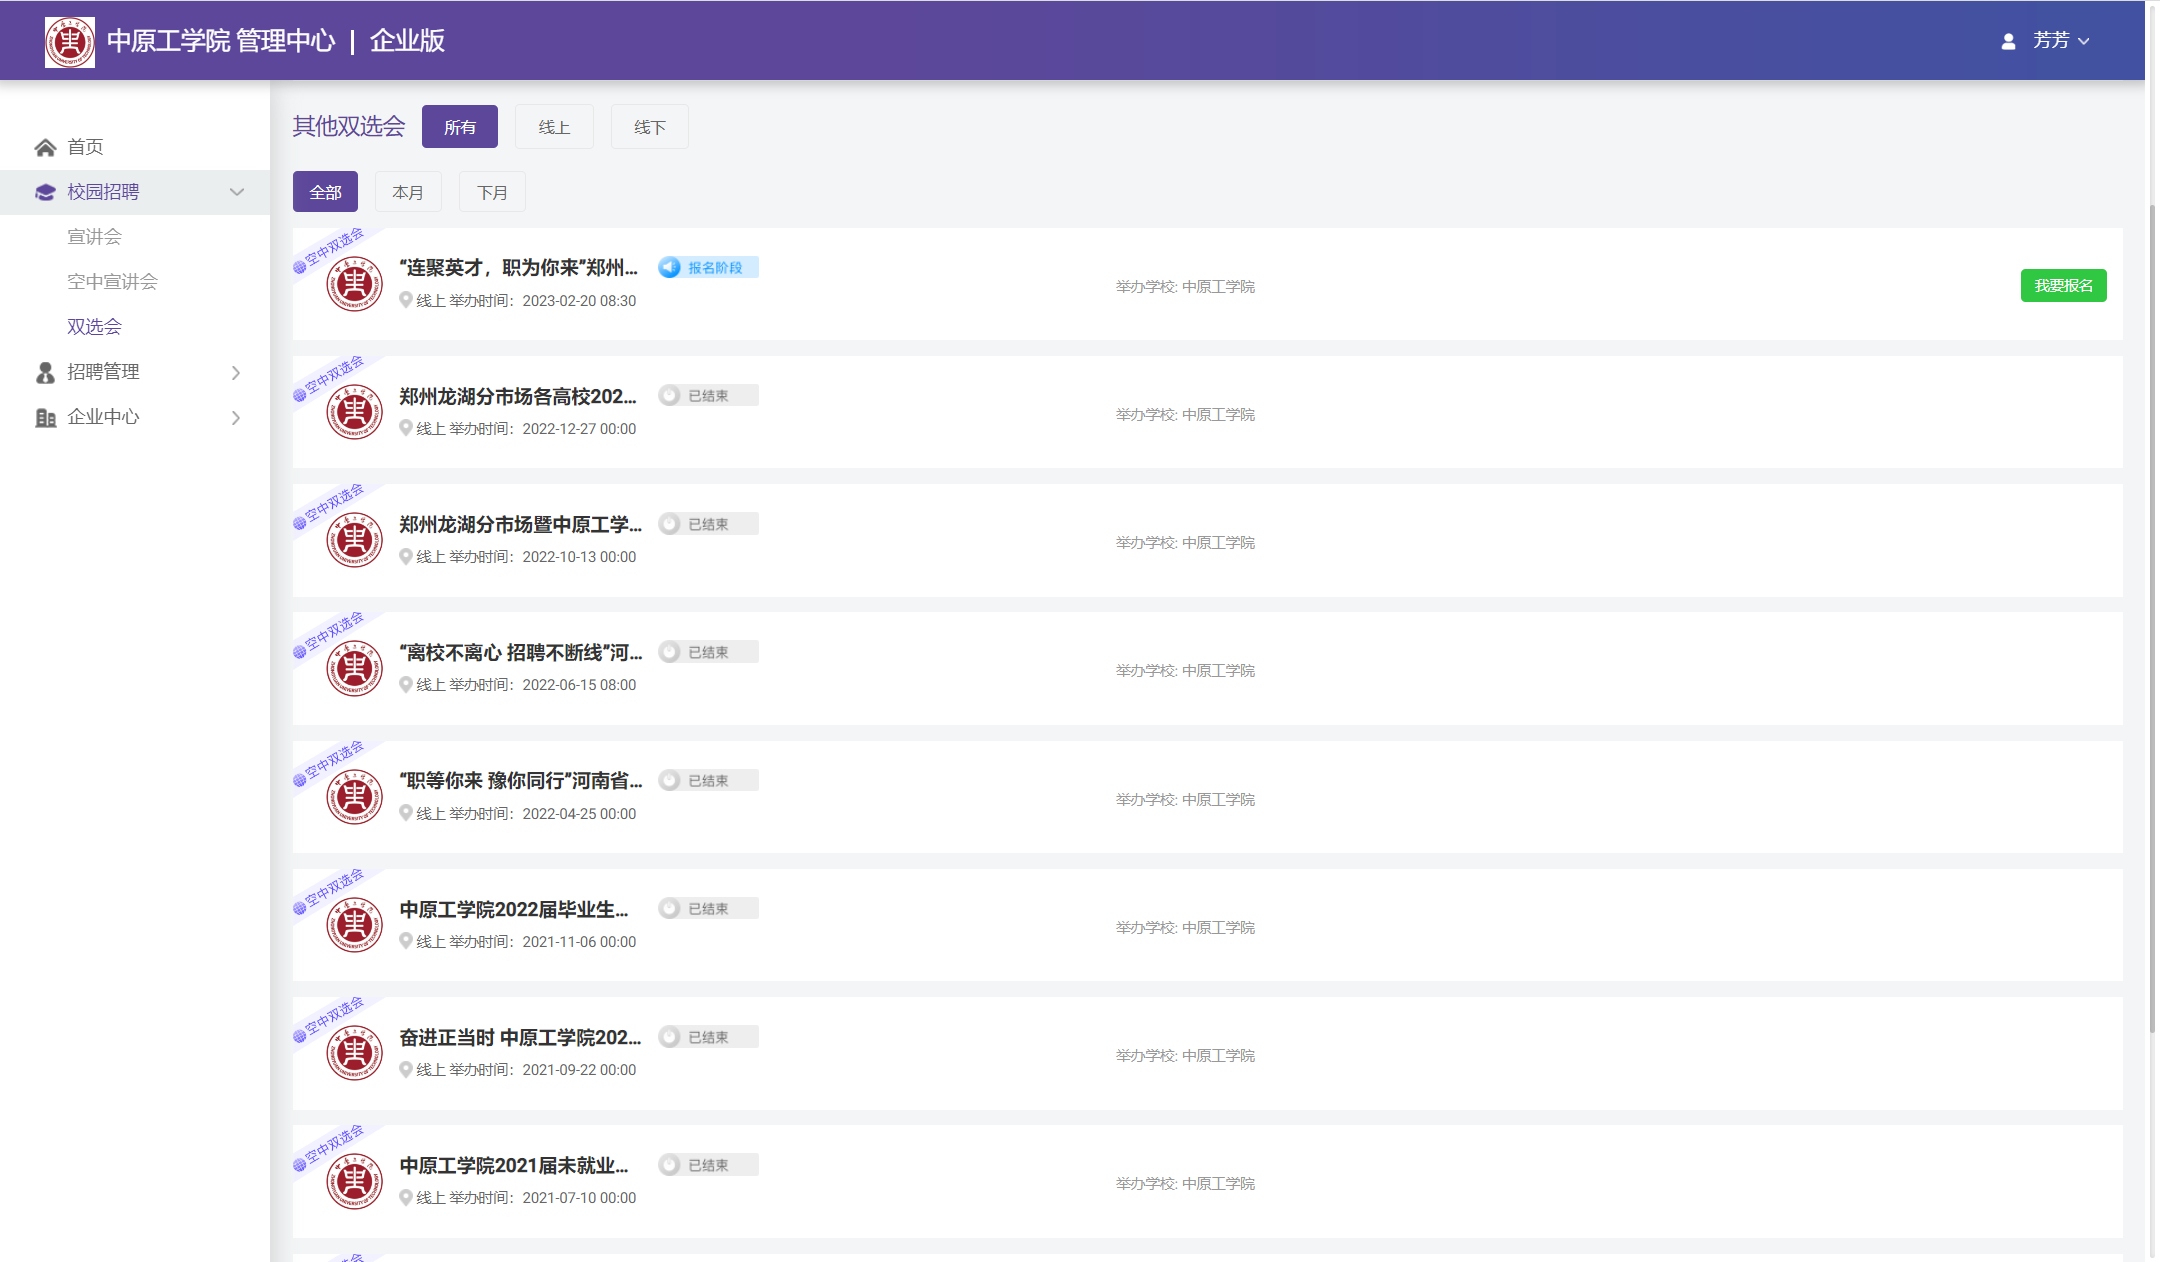 中原工学院 管理中心 | 企业版
芳芳
首页
校园招聘
宣讲会
空中宣讲会
双选会
招聘管理
企业中心
其他双选会 所有 线上 线下
全部 本月 下月
空中双选会
“连聚英才，职为你来”郑州... 报名阶段
线上 举办时间：2023-02-20 08:30
举办学校: 中原工学院
我要报名
空中双选会
郑州龙湖分市场各高校202... 已结束
线上 举办时间：2022-12-27 00:00
举办学校: 中原工学院
空中双选会
郑州龙湖分市场暨中原工学... 已结束
线上 举办时间：2022-10-13 00:00
举办学校: 中原工学院
空中双选会
“离校不离心 招聘不断线”河... 已结束
线上 举办时间：2022-06-15 08:00
举办学校: 中原工学院
空中双选会
“职等你来 豫你同行”河南省... 已结束
线上 举办时间：2022-04-25 00:00
举办学校: 中原工学院
空中双选会
中原工学院2022届毕业生... 已结束
线上 举办时间：2021-11-06 00:00
举办学校: 中原工学院
空中双选会
奋进正当时 中原工学院202... 已结束
线上 举办时间：2021-09-22 00:00
举办学校: 中原工学院
空中双选会
中原工学院2021届未就业... 已结束
线上 举办时间：2021-07-10 00:00
举办学校: 中原工学院